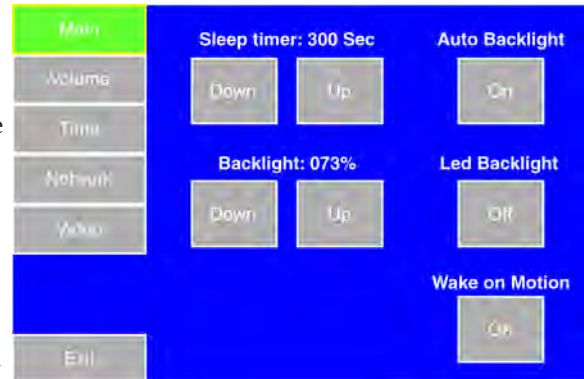 Main
Volume
Time
Network
Video
Exit
Sleep timer: 300 Sec
Down Up
Backlight: 073%
Down Up
Auto Backlight
On
Led Backlight
Off
Wake on Motion
On